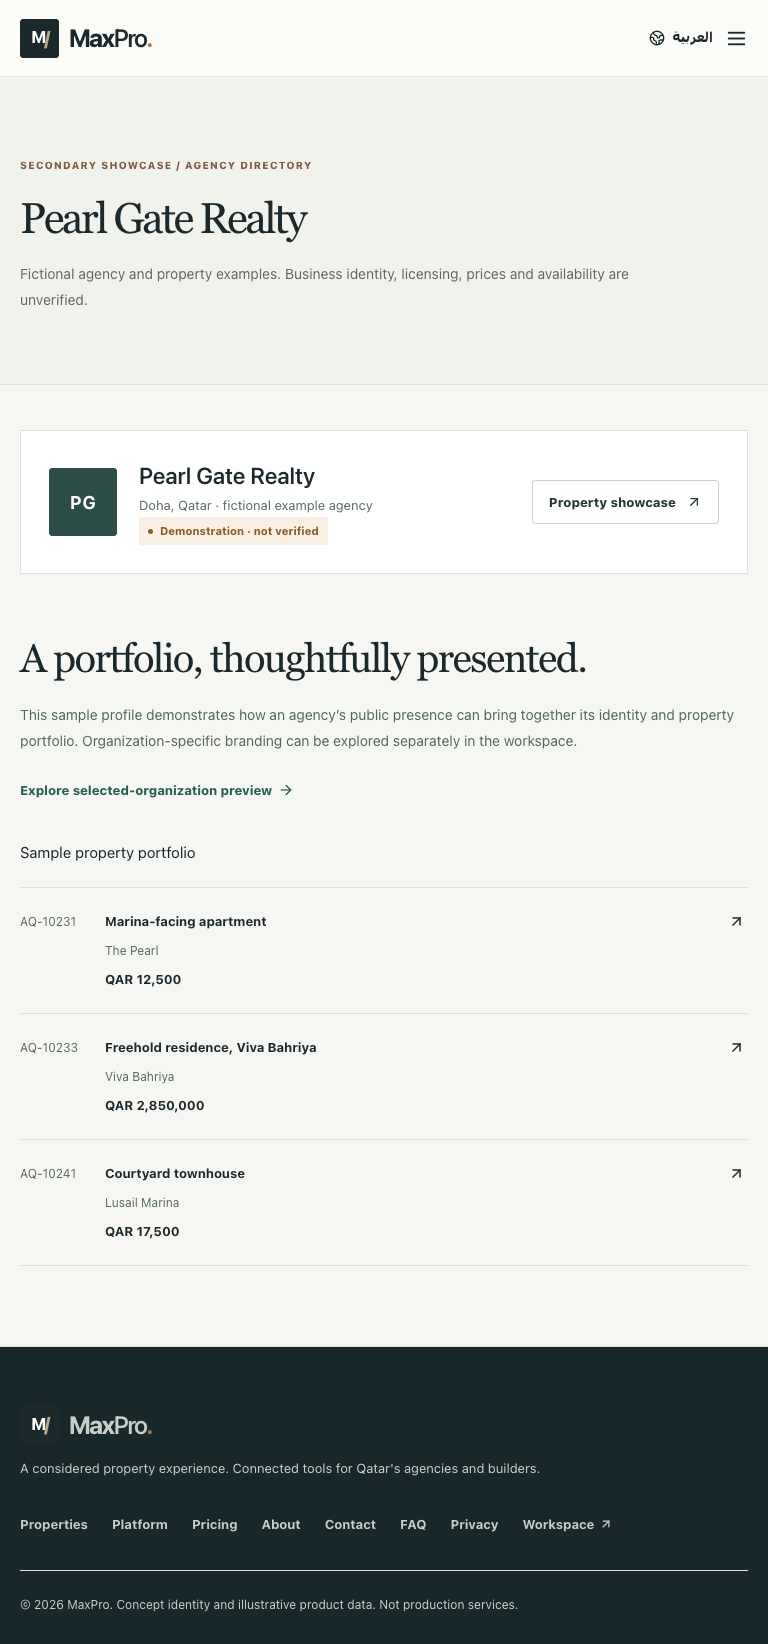 M/ MaxPro.
العربية
SECONDARY SHOWCASE / AGENCY DIRECTORY
Pearl Gate Realty
Fictional agency and property examples. Business identity, licensing, prices and availability are
unverified.
PG
Pearl Gate Realty
Doha, Qatar · fictional example agency
Demonstration · not verified
Property showcase
A portfolio, thoughtfully presented.
This sample profile demonstrates how an agency’s public presence can bring together its identity and property
portfolio. Organization-specific branding can be explored separately in the workspace.
Explore selected-organization preview
Sample property portfolio
AQ-10231 Marina-facing apartment
The Pearl
QAR 12,500
AQ-10233 Freehold residence, Viva Bahriya
Viva Bahriya
QAR 2,850,000
AQ-10241 Courtyard townhouse
Lusail Marina
QAR 17,500
M/ MaxPro.
A considered property experience. Connected tools for Qatar's agencies and builders.
Properties Platform Pricing About Contact FAQ Privacy Workspace
© 2026 MaxPro. Concept identity and illustrative product data. Not production services.